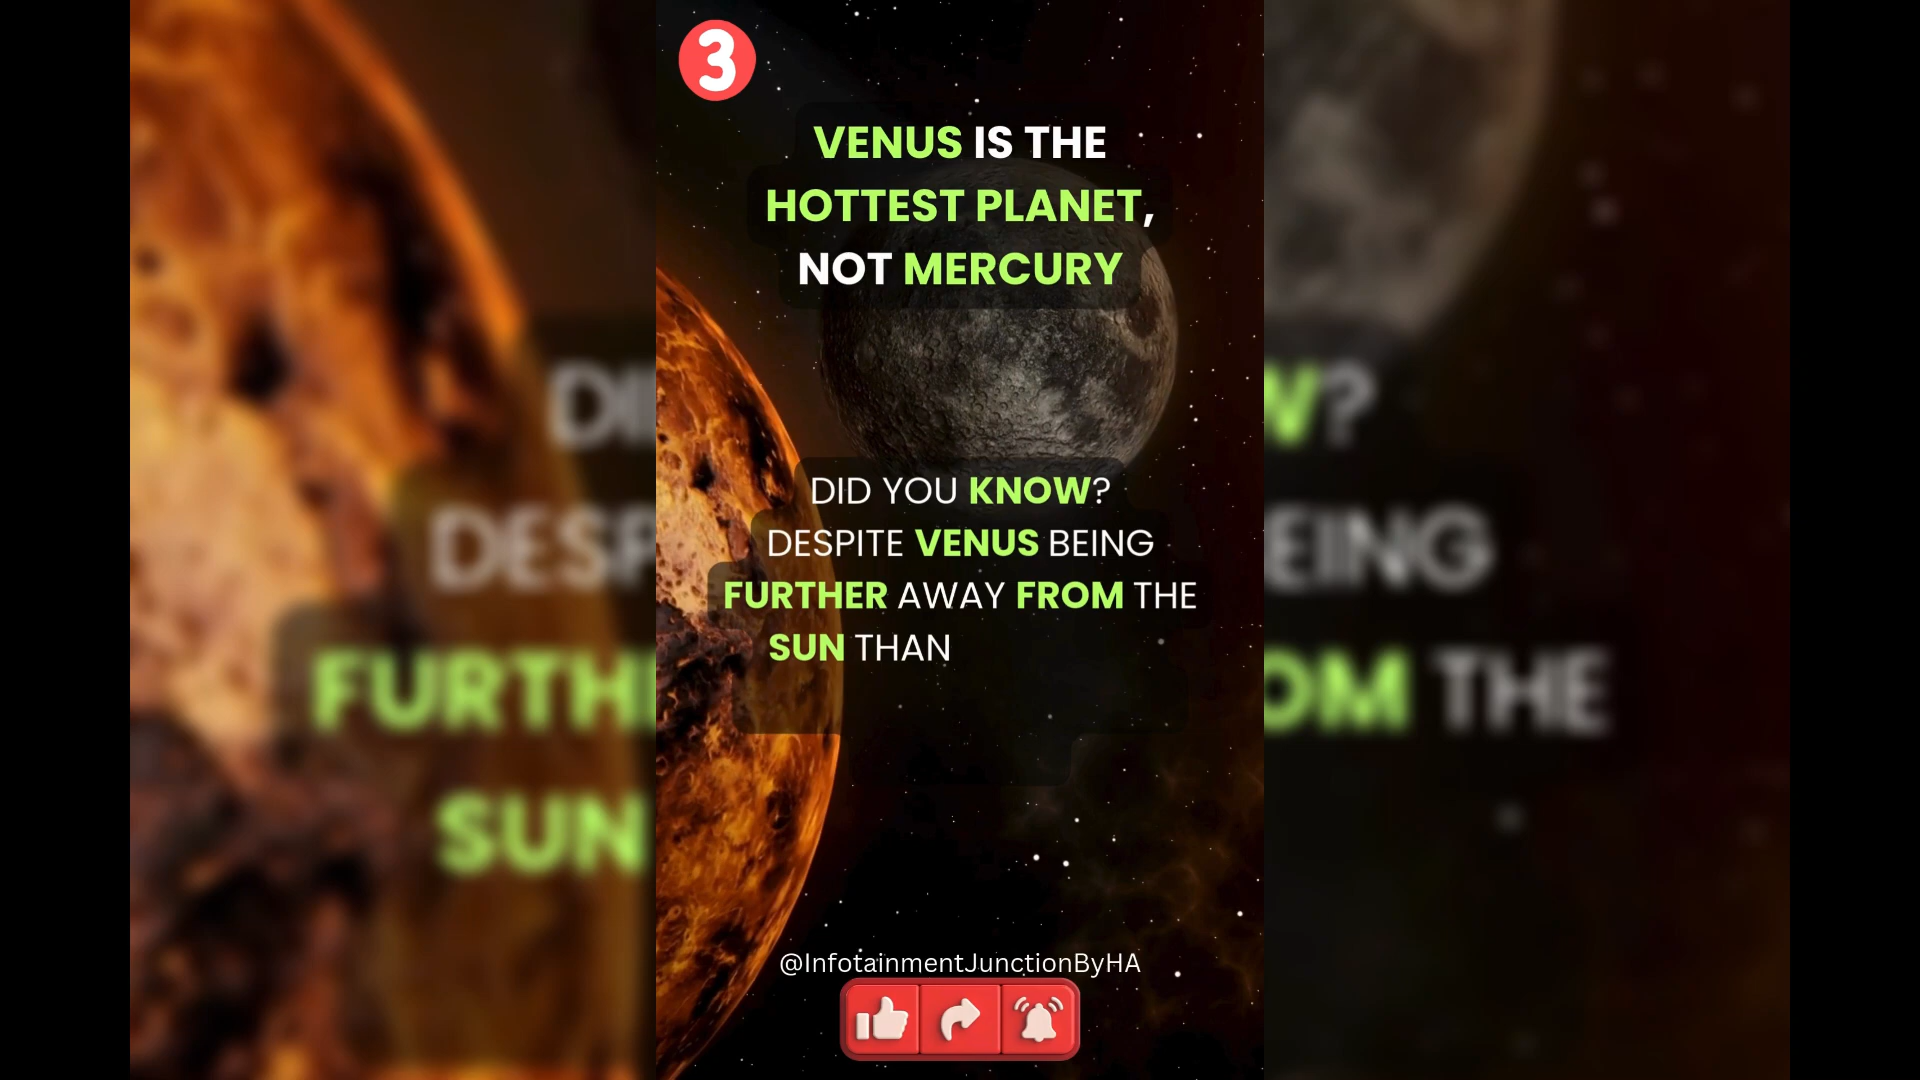 3
VENUS IS THE
HOTTEST PLANET,
NOT MERCURY
DID YOU KNOW?
DESPITE VENUS BEING
FURTHER AWAY FROM THE
SUN THAN
@InfotainmentJunctionByHA